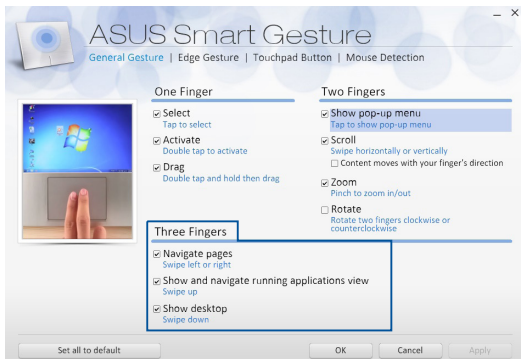 ASUS Smart Gesture
General Gesture | Edge Gesture | Touchpad Button | Mouse Detection
One Finger
Select
Tap to select
Activate
Double tap to activate
Drag
Double tap and hold then drag
Two Fingers
Show pop-up menu
Tap to show pop-up menu
Scroll
Swipe horizontally or vertically
Content moves with your finger's direction
Zoom
Pinch to zoom in/out
Rotate
Rotate two fingers clockwise or
counterclockwise
Three Fingers
Navigate pages
Swipe left or right
Show and navigate running applications view
Swipe up
Show desktop
Swipe down
Set all to default
OK
Cancel
Apply